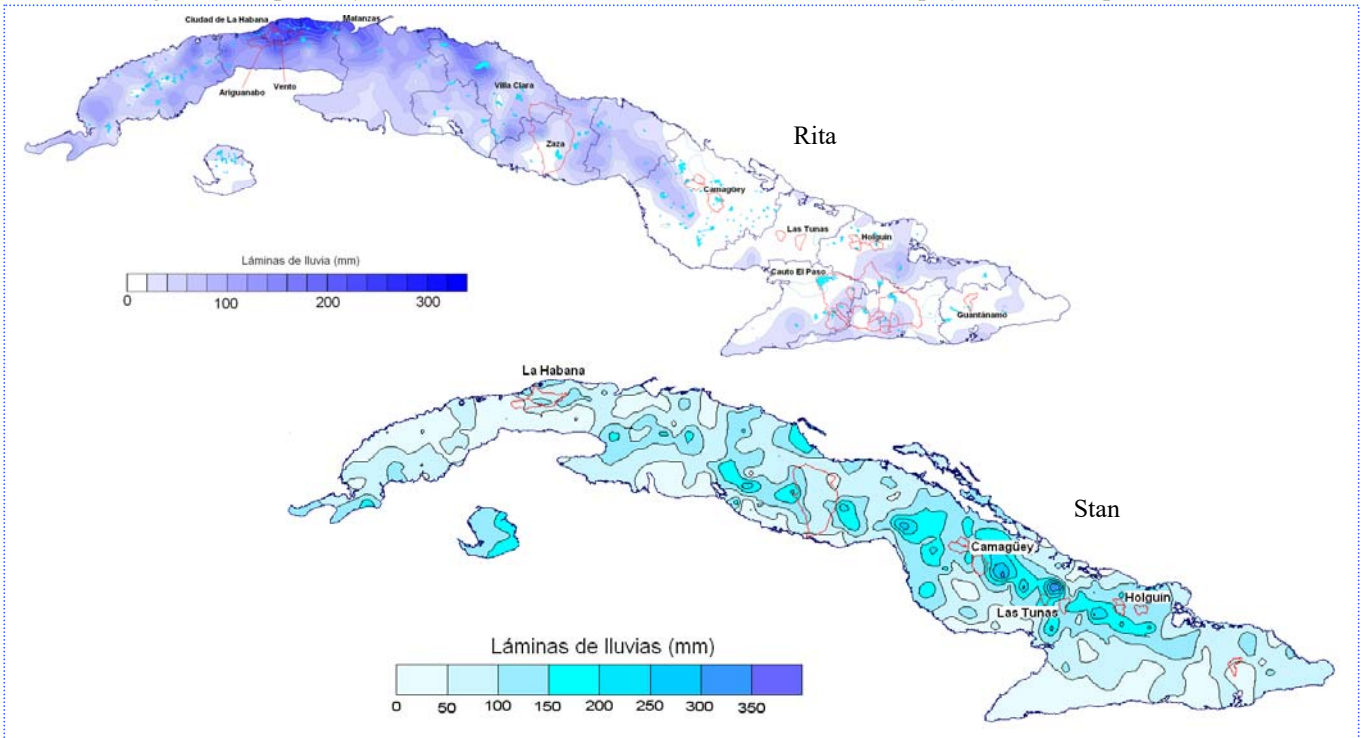 Ciudad de La Habana
Matanzas
Ariguanabo
Vento
Villa Clara
Zaza
Rita
Camagüey
Las Tunas
Holguín
Cauto El Paso
Guantánamo
Láminas de lluvia (mm)
0 100 200 300
La Habana
Stan
Camagüey
Las Tunas
Holguín
Láminas de lluvias (mm)
0 50 100 150 200 250 300 350